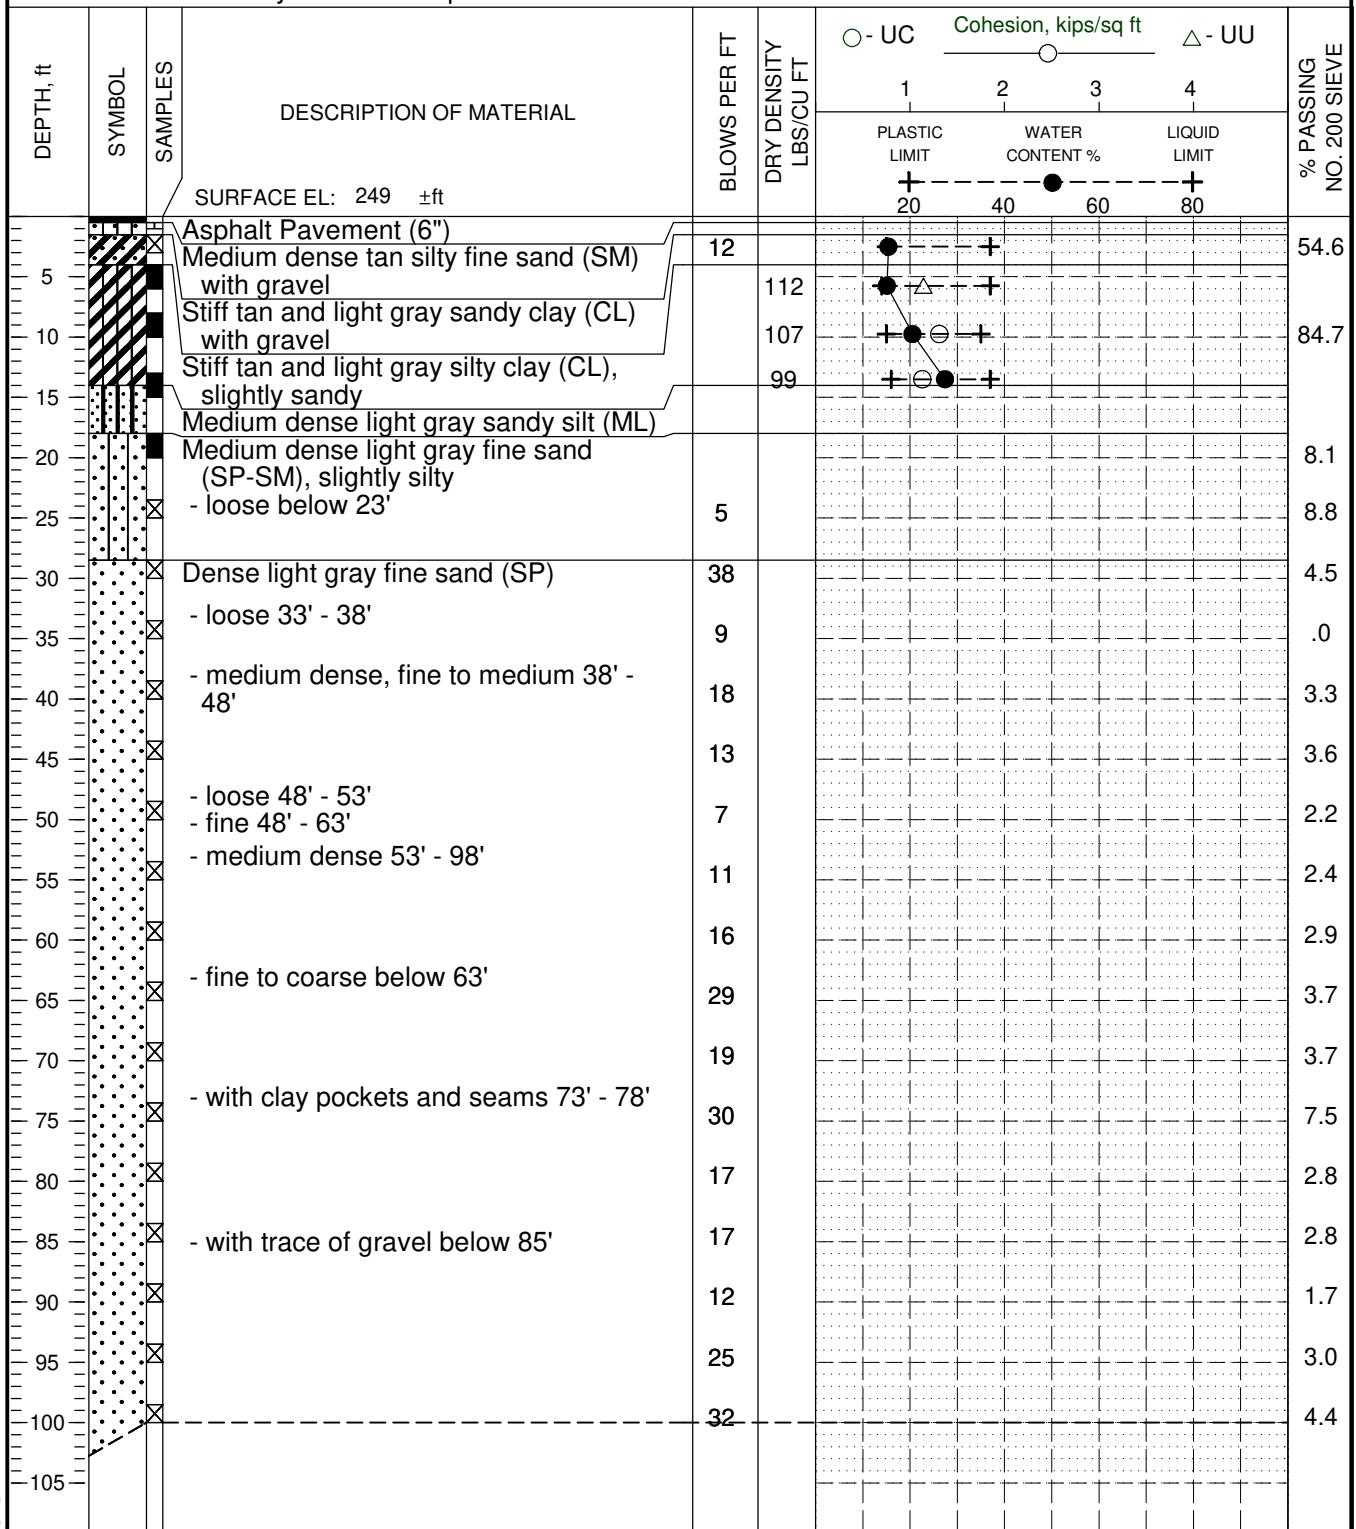 DEPTH, ft
SYMBOL
SAMPLES
DESCRIPTION OF MATERIAL
SURFACE EL: 249 ±ft
BLOWS PER FT
DRY DENSITY
LBS/CU FT
- UC
Cohesion, kips/sq ft
- UU
1 2 3 4
PLASTIC
LIMIT
WATER
CONTENT %
LIQUID
LIMIT
20 40 60 80
% PASSING
NO. 200 SIEVE
Asphalt Pavement (6")
Medium dense tan silty fine sand (SM)
with gravel
12 54.6
5
112
Stiff tan and light gray sandy clay (CL)
with gravel
10
107 84.7
Stiff tan and light gray silty clay (CL),
slightly sandy
99
15
Medium dense light gray sandy silt (ML)
Medium dense light gray fine sand
20 8.1
(SP-SM), slightly silty
- loose below 23'
25 5 8.8
30 Dense light gray fine sand (SP) 38 4.5
- loose 33' - 38'
35 9 .0
- medium dense, fine to medium 38' -
48'
40 18 3.3
45 13 3.6
- loose 48' - 53'
50 7 2.2
- fine 48' - 63'
- medium dense 53' - 98'
55 11 2.4
60 16 2.9
- fine to coarse below 63'
65 29 3.7
70 19 3.7
- with clay pockets and seams 73' - 78'
75 30 7.5
80 17 2.8
85 - with trace of gravel below 85' 17 2.8
90 12 1.7
95 25 3.0
100 32 4.4
105